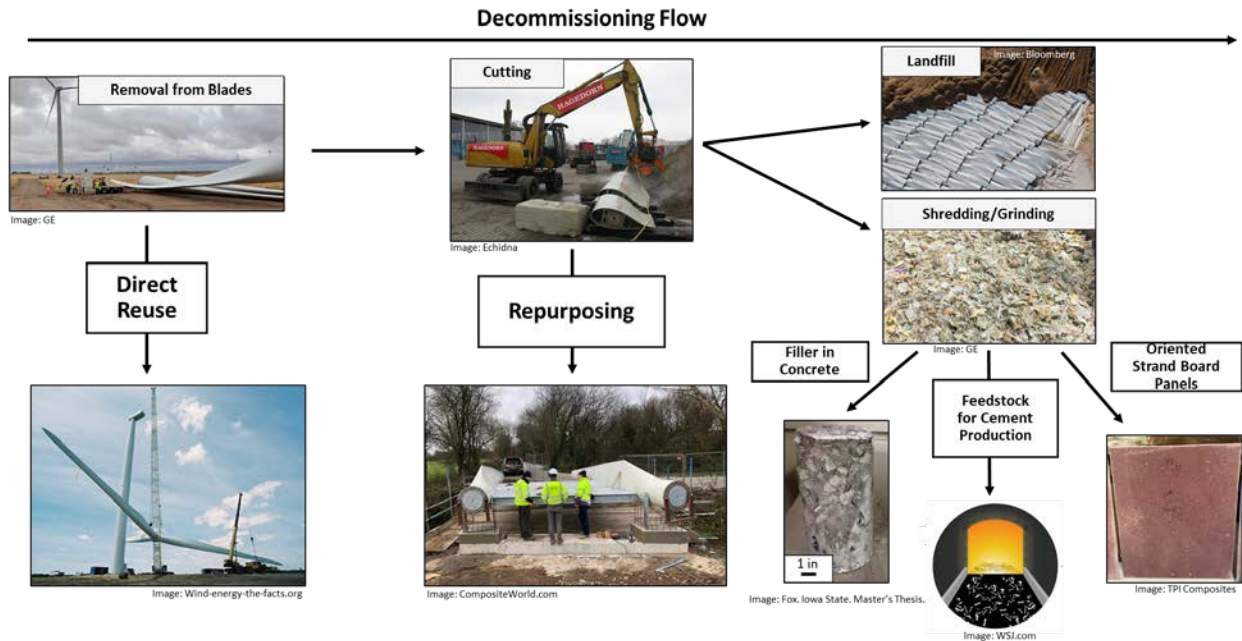 Decommissioning Flow
Removal from Blades
Image: GE
Cutting
HAGEDORN
HAGEDORN
Image: Echidna
Landfill
Image: Bloomberg
Shredding/Grinding
Image: GE
Direct
Reuse
Repurposing
Filler in
Concrete
Feedstock
for Cement
Production
Oriented
Strand Board
Panels
Image: Wind-energy-the-facts.org
Image: CompositeWorld.com
1 in
Image: Fox. Iowa State. Master's Thesis.
Image: WSJ.com
Image: TPI Composites